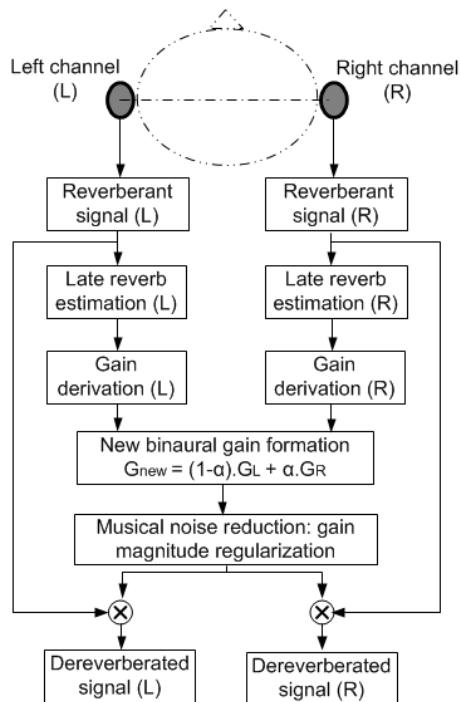 Left channel
(L)
Right channel
(R)
Reverberant
signal (L)
Reverberant
signal (R)
Late reverb
estimation (L)
Late reverb
estimation (R)
Gain
derivation (L)
Gain
derivation (R)
New binaural gain formation
Gnew = (1-α).GL + α.GR
Musical noise reduction: gain
magnitude regularization
Dereverberated
signal (L)
Dereverberated
signal (R)